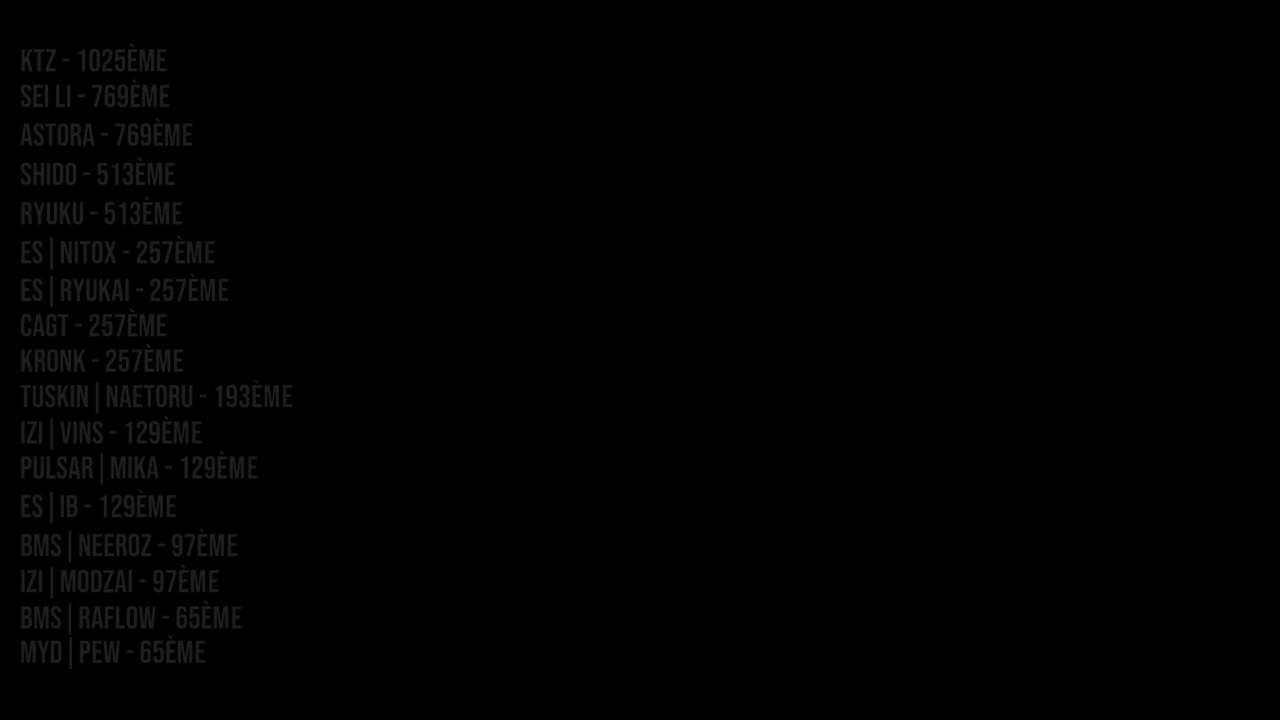 KTZ - 1025ÈME
SEI LI - 769ÈME
ASTORA - 769ÈME
SHIDO - 513ÈME
RYUKU - 513ÈME
ES | NITOX - 257ÈME
ES | RYUKAI - 257ÈME
CAGT - 257ÈME
KRONK - 257ÈME
TUSKIN | NAETORU - 193ÈME
IZI | VINS - 129ÈME
PULSAR | MIKA - 129ÈME
ES | IB - 129ÈME
BMS | NEEROZ - 97ÈME
IZI | MODZAI - 97ÈME
BMS | RAFLOW - 65ÈME
MYD | PEW - 65ÈME